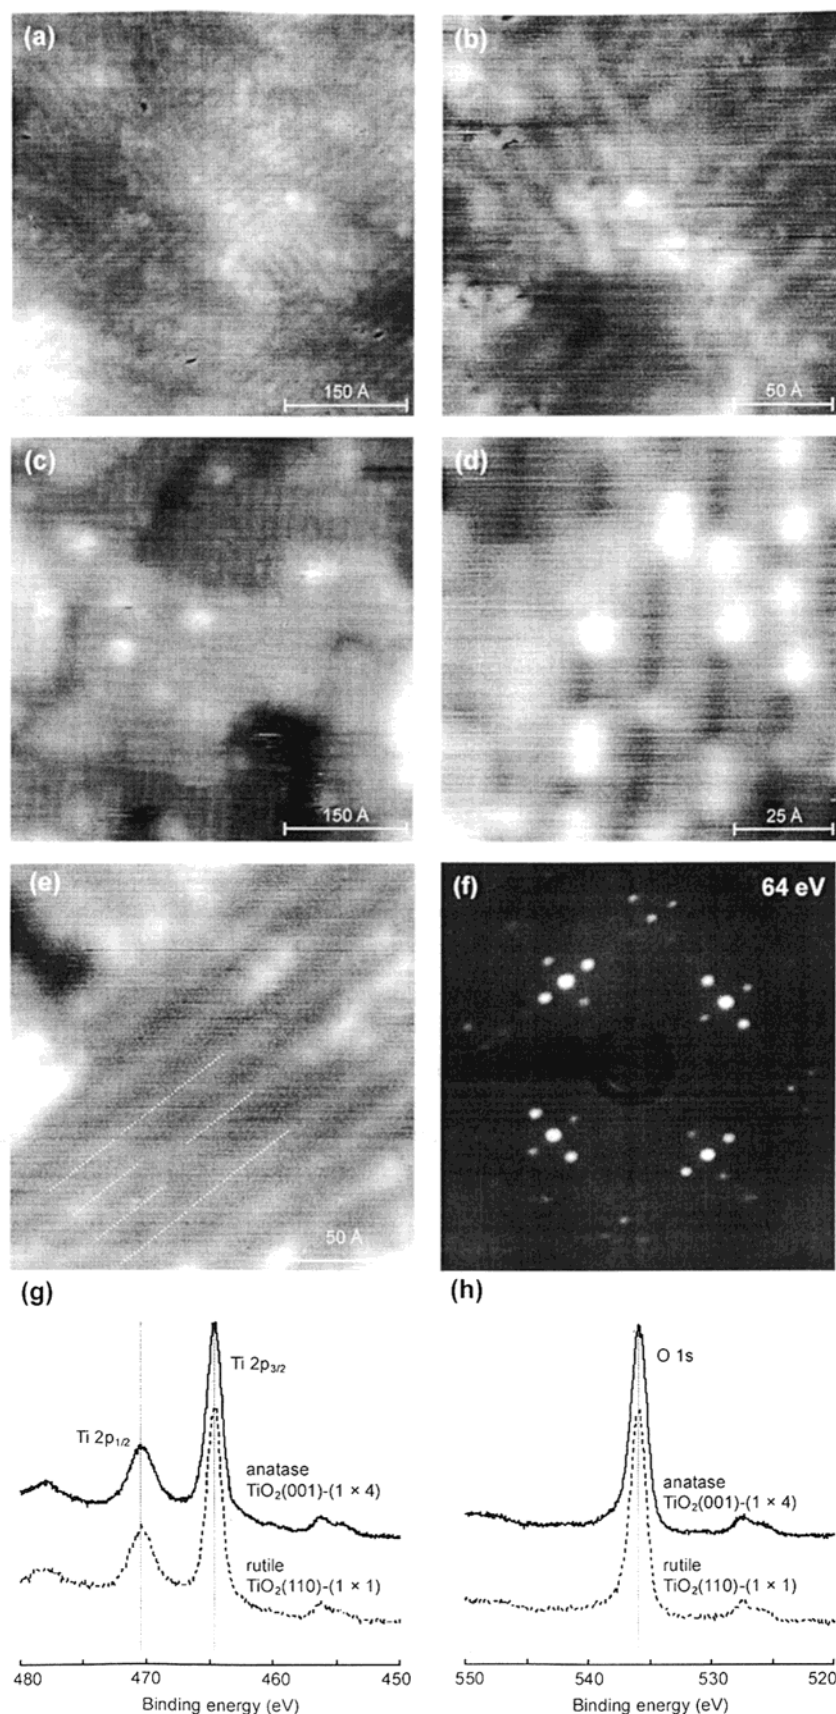 (a)
150 Å
(b)
50 Å
(c)
150 Å
(d)
25 Å
(e)
50 Å
(f)
64 eV
(g)
Ti 2p3/2
Ti 2p1/2
anatase
TiO2(001)-(1 × 4)
rutile
TiO2(110)-(1 × 1)
480 470 460 450
Binding energy (eV)
(h)
O 1s
anatase
TiO2(001)-(1 × 4)
rutile
TiO2(110)-(1 × 1)
550 540 530 520
Binding energy (eV)